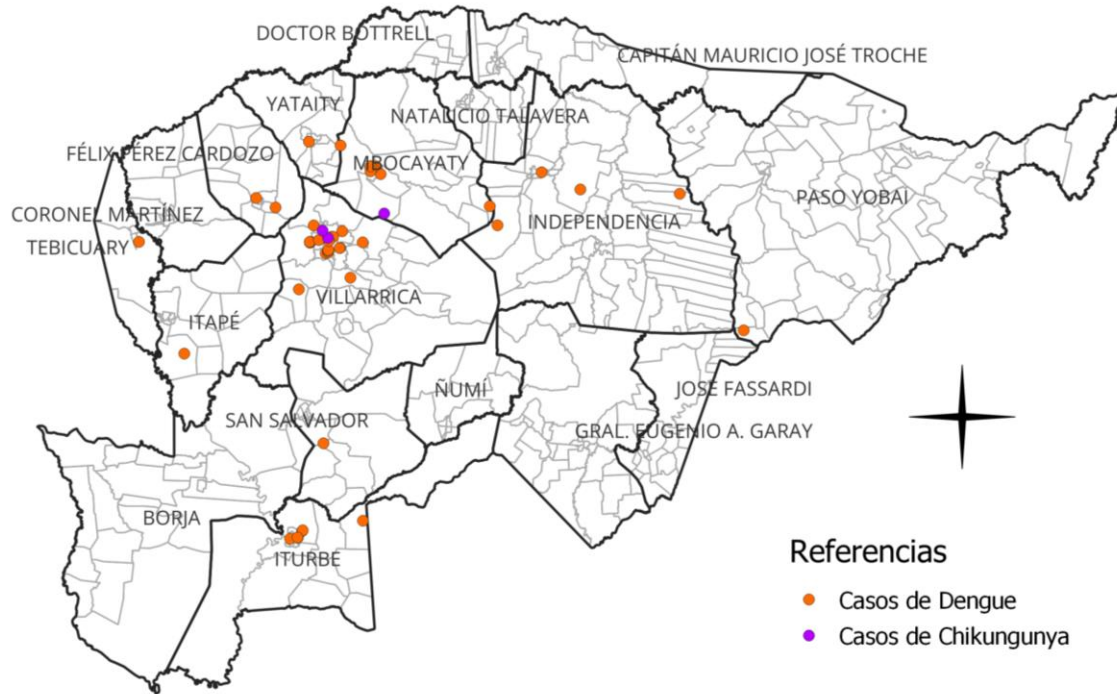 DOCTOR BOTTRELL
CAPITÁN MAURICIO JOSÉ TROCHE
YATAITY
NATALICIO TALAVERA
FÉLIX PÉREZ CARDOZO
MBOCAYATY
PASO YOBAI
CORONEL MARTÍNEZ
INDEPENDENCIA
TEBICUARY
VILLARRICA
ITAPÉ
ÑUMÍ
JOSE FASSARDI
SAN SALVADOR
GRAL. EUGENIO A. GARAY
BORJA
ITURBE
Referencias
Casos de Dengue
Casos de Chikungunya